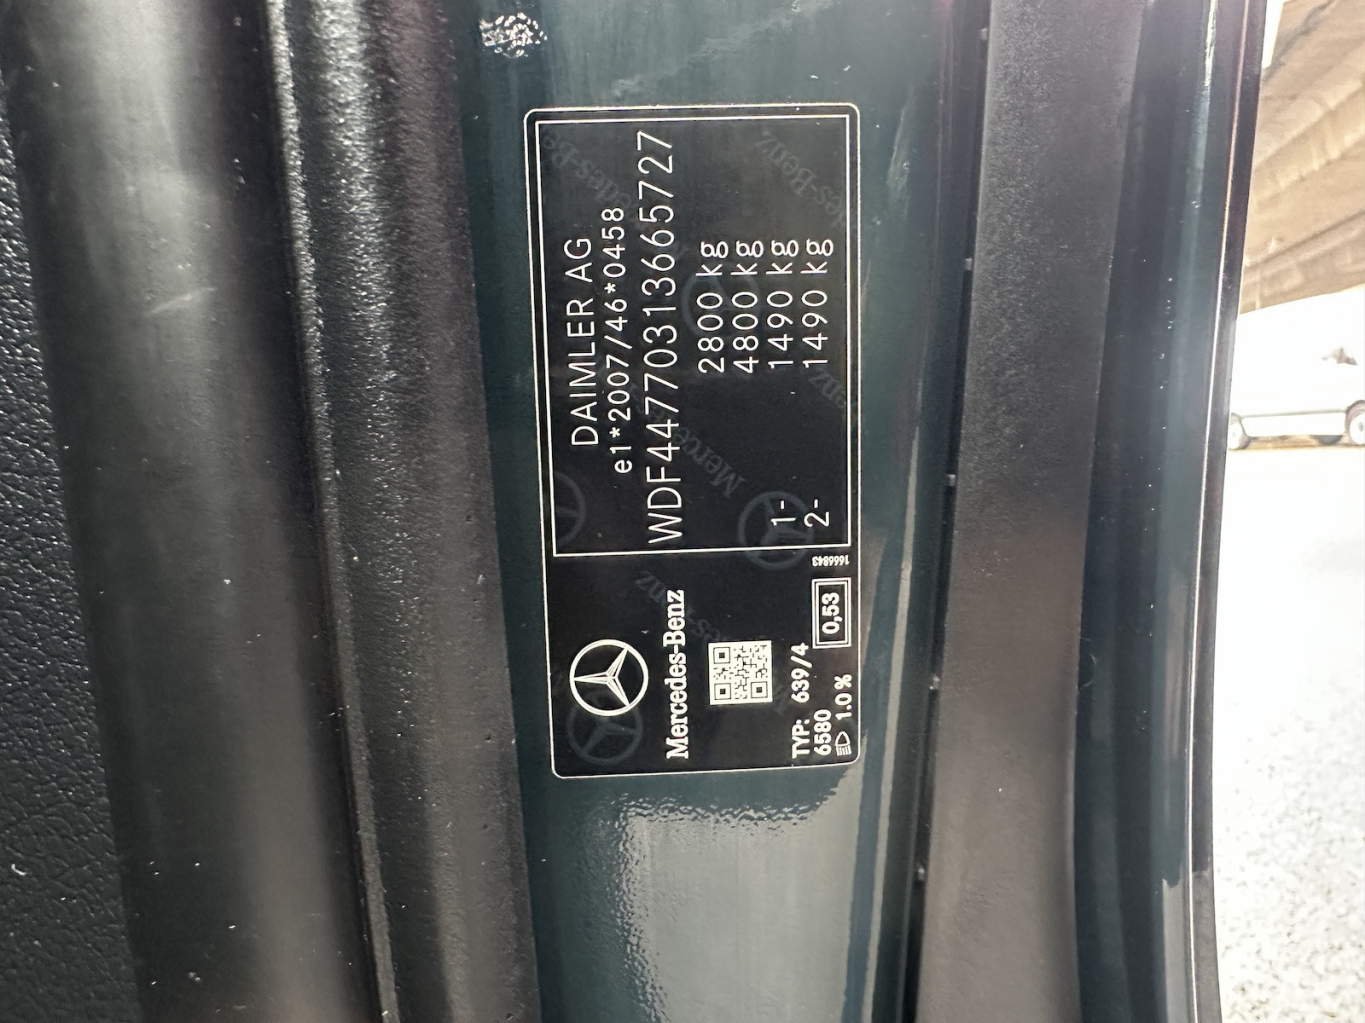 DAIMLER AG
e1*2007/46*0458
WDF44770313665727
2800 kg
4800 kg
1- 1490 kg
2- 1490 kg
Mercedes-Benz
TYP: 639/4
6580
1.0 %
0,53
1666843